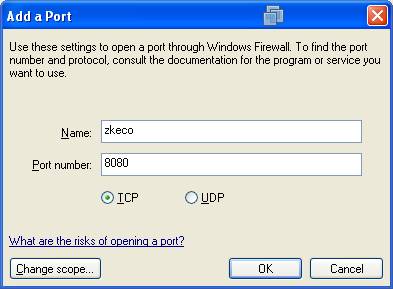 Add a Port
Use these settings to open a port through Windows Firewall. To find the port
number and protocol, consult the documentation for the program or service you
want to use.
Name: zkeco
Port number: 8080
TCP UDP
What are the risks of opening a port?
Change scope... OK Cancel